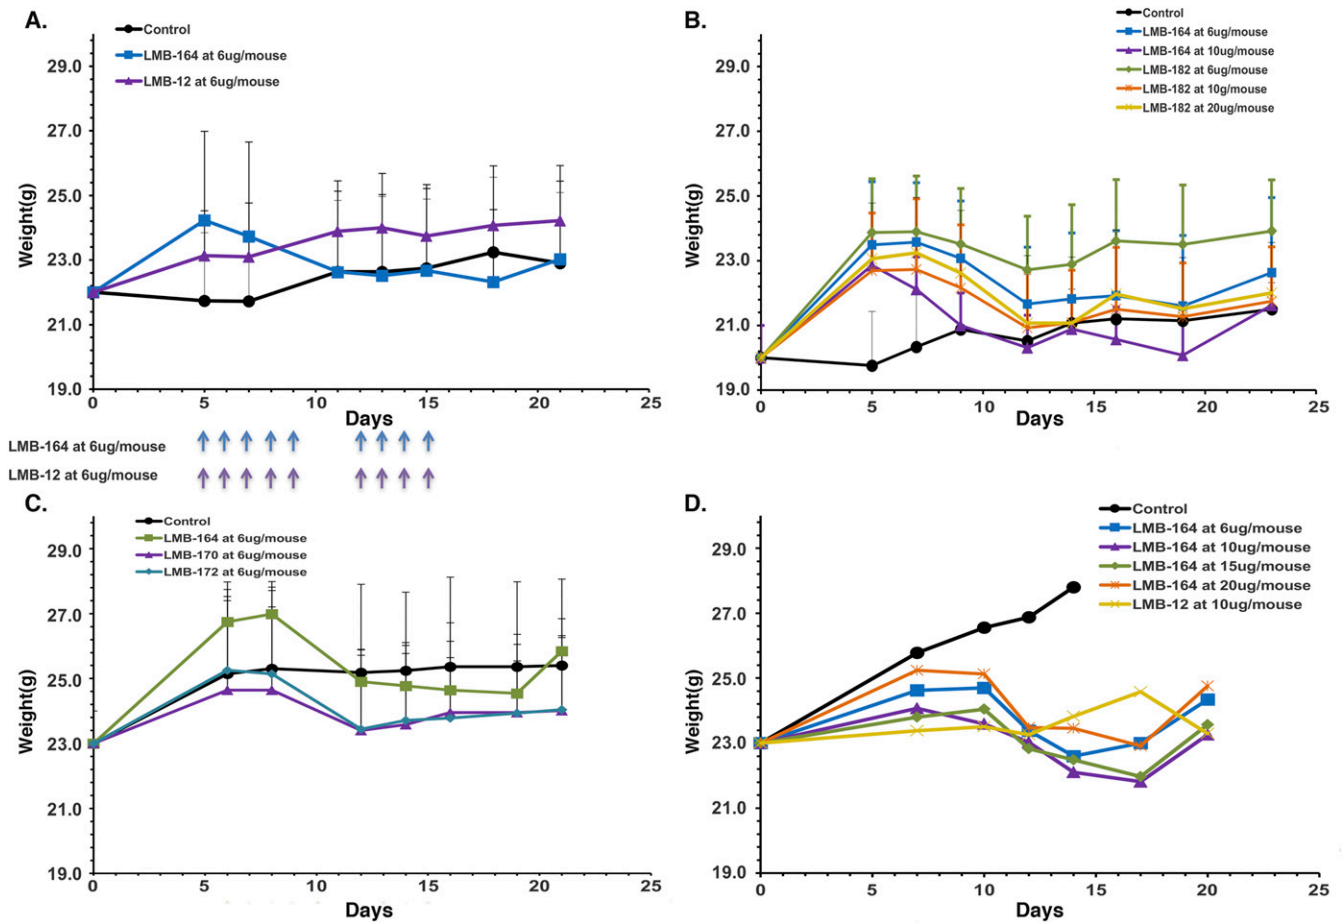 A.
Control
LMB-164 at 6ug/mouse
LMB-12 at 6ug/mouse
29.0
27.0
25.0
23.0
21.0
19.0
Weight(g)
0 5 10 15 20 25
Days
LMB-164 at 6ug/mouse
LMB-12 at 6ug/mouse
B.
Control
LMB-164 at 6ug/mouse
LMB-164 at 10ug/mouse
LMB-182 at 6ug/mouse
LMB-182 at 10g/mouse
LMB-182 at 20ug/mouse
29.0
27.0
25.0
23.0
21.0
19.0
Weight(g)
0 5 10 15 20 25
Days
C.
Control
LMB-164 at 6ug/mouse
LMB-170 at 6ug/mouse
LMB-172 at 6ug/mouse
29.0
27.0
25.0
23.0
21.0
19.0
Weight(g)
0 5 10 15 20 25
Days
D.
Control
LMB-164 at 6ug/mouse
LMB-164 at 10ug/mouse
LMB-164 at 15ug/mouse
LMB-164 at 20ug/mouse
LMB-12 at 10ug/mouse
29.0
27.0
25.0
23.0
21.0
19.0
Weight(g)
0 5 10 15 20 25
Days